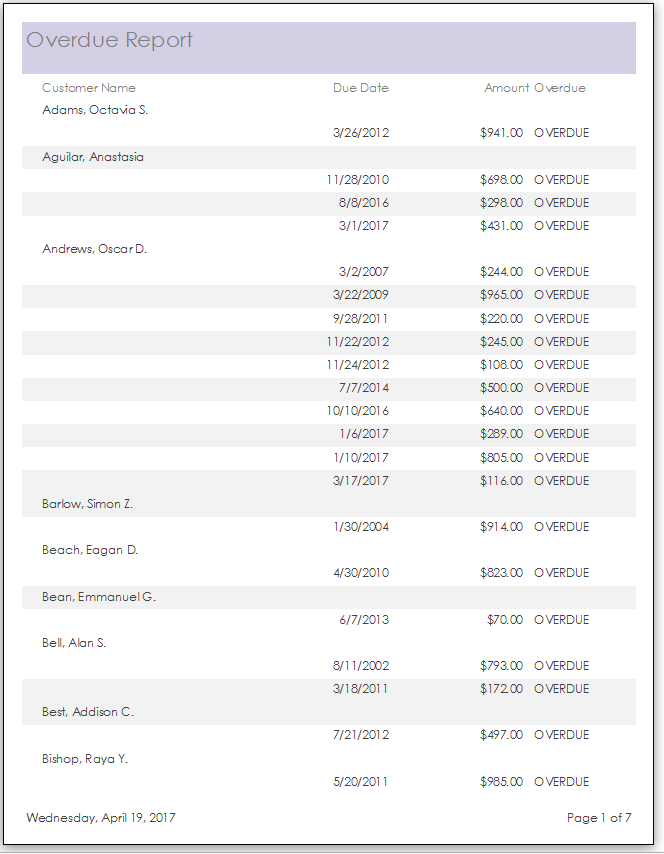 Overdue Report
Customer Name Due Date Amount Overdue
Adams, Octavia S.
3/26/2012 $941.00 OVERDUE
Aguilar, Anastasia
11/28/2010 $698.00 OVERDUE
8/8/2016 $298.00 OVERDUE
3/1/2017 $431.00 OVERDUE
Andrews, Oscar D.
3/2/2007 $244.00 OVERDUE
3/22/2009 $965.00 OVERDUE
9/28/2011 $220.00 OVERDUE
11/22/2012 $245.00 OVERDUE
11/24/2012 $108.00 OVERDUE
7/7/2014 $500.00 OVERDUE
10/10/2016 $640.00 OVERDUE
1/6/2017 $289.00 OVERDUE
1/10/2017 $805.00 OVERDUE
3/17/2017 $116.00 OVERDUE
Barlow, Simon Z.
1/30/2004 $914.00 OVERDUE
Beach, Eagan D.
4/30/2010 $823.00 OVERDUE
Bean, Emmanuel G.
6/7/2013 $70.00 OVERDUE
Bell, Alan S.
8/11/2002 $793.00 OVERDUE
3/18/2011 $172.00 OVERDUE
Best, Addison C.
7/21/2012 $497.00 OVERDUE
Bishop, Raya Y.
5/20/2011 $985.00 OVERDUE
Wednesday, April 19, 2017 Page 1 of 7